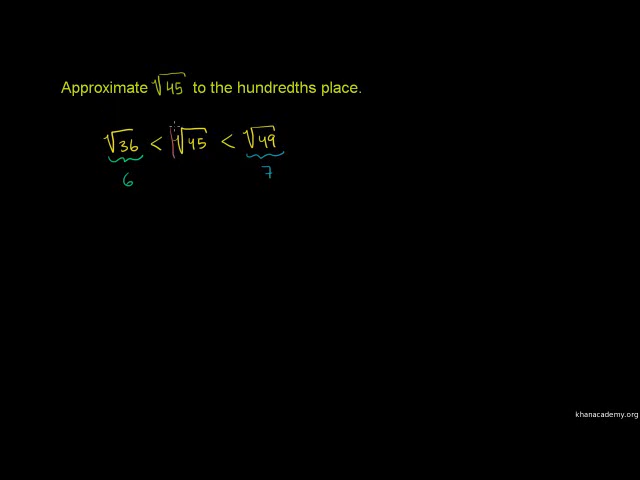 Approximate √45 to the hundredths place.
√36 < √45 < √49
6 7
khanacademy.org